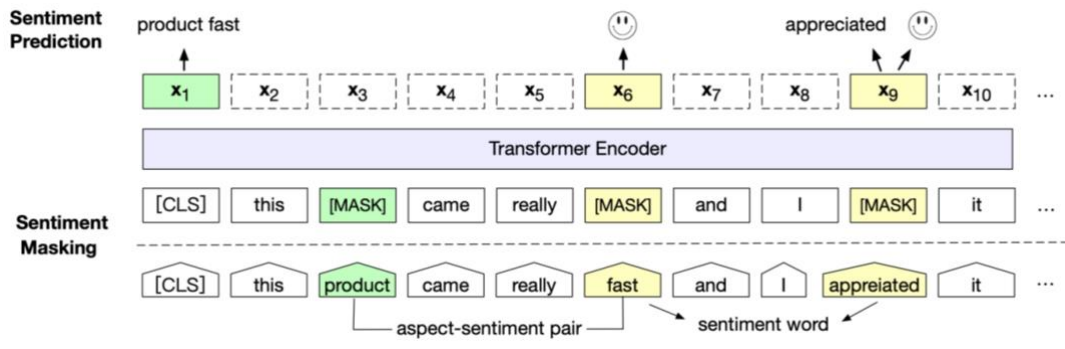 Sentiment Prediction
product fast
appreciated
x1 x2 x3 x4 x5 x6 x7 x8 x9 x10 ...
Transformer Encoder
[CLS] this [MASK] came really [MASK] and I [MASK] it ...
Sentiment Masking
[CLS] this product came really fast and I appreiated it ...
aspect-sentiment pair
sentiment word